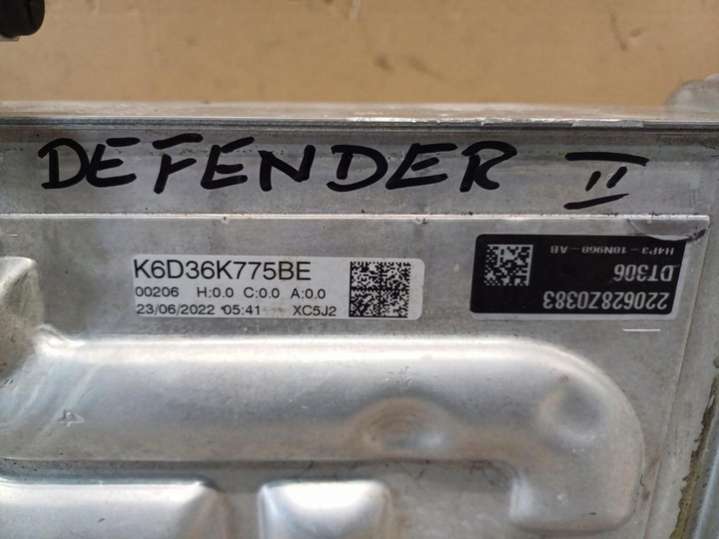 DEFENDER II
K6D36K775BE
00206 H:0.0 C:0.0 A:0.0
23/06/2022 05:41 XC5J2
220628Z0383
DT306
H4P3-18N968-AB